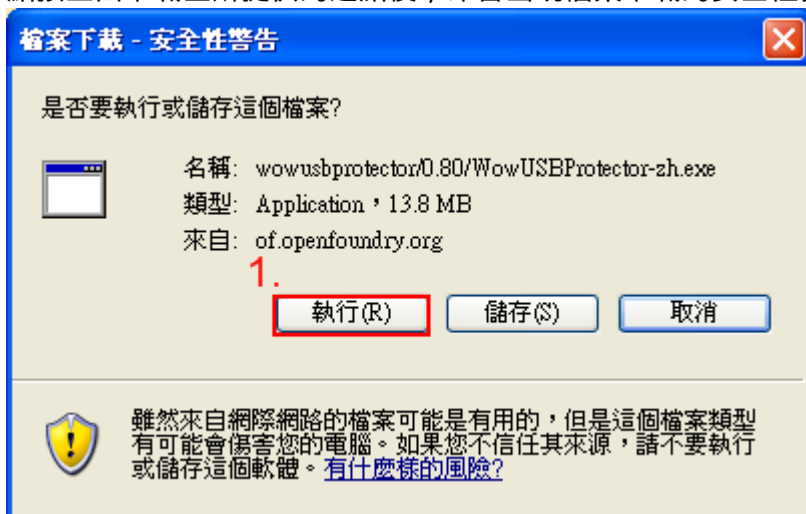 檔案下載 - 安全性警告
是否要執行或儲存這個檔案?
名稱: wowusbprotector/0.80/WowUSBProtector-zh.exe
類型: Application，13.8 MB
來自: of.openfoundry.org
1.
執行(R) 儲存(S) 取消
雖然來自網際網路的檔案可能是有用的，但是這個檔案類型
有可能會傷害您的電腦。如果您不信任其來源，請不要執行
或儲存這個軟體。有什麼樣的風險?